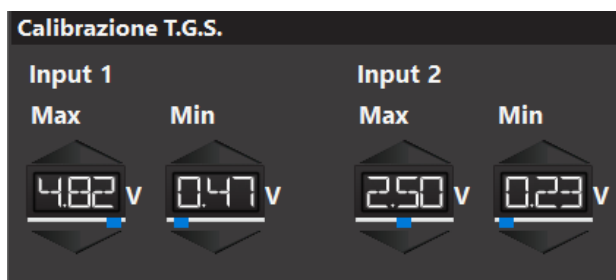 Calibrazione T.G.S.
Input 1 Input 2
Max Min Max Min
4.82 V 0.47 V 2.50 V 0.23 V